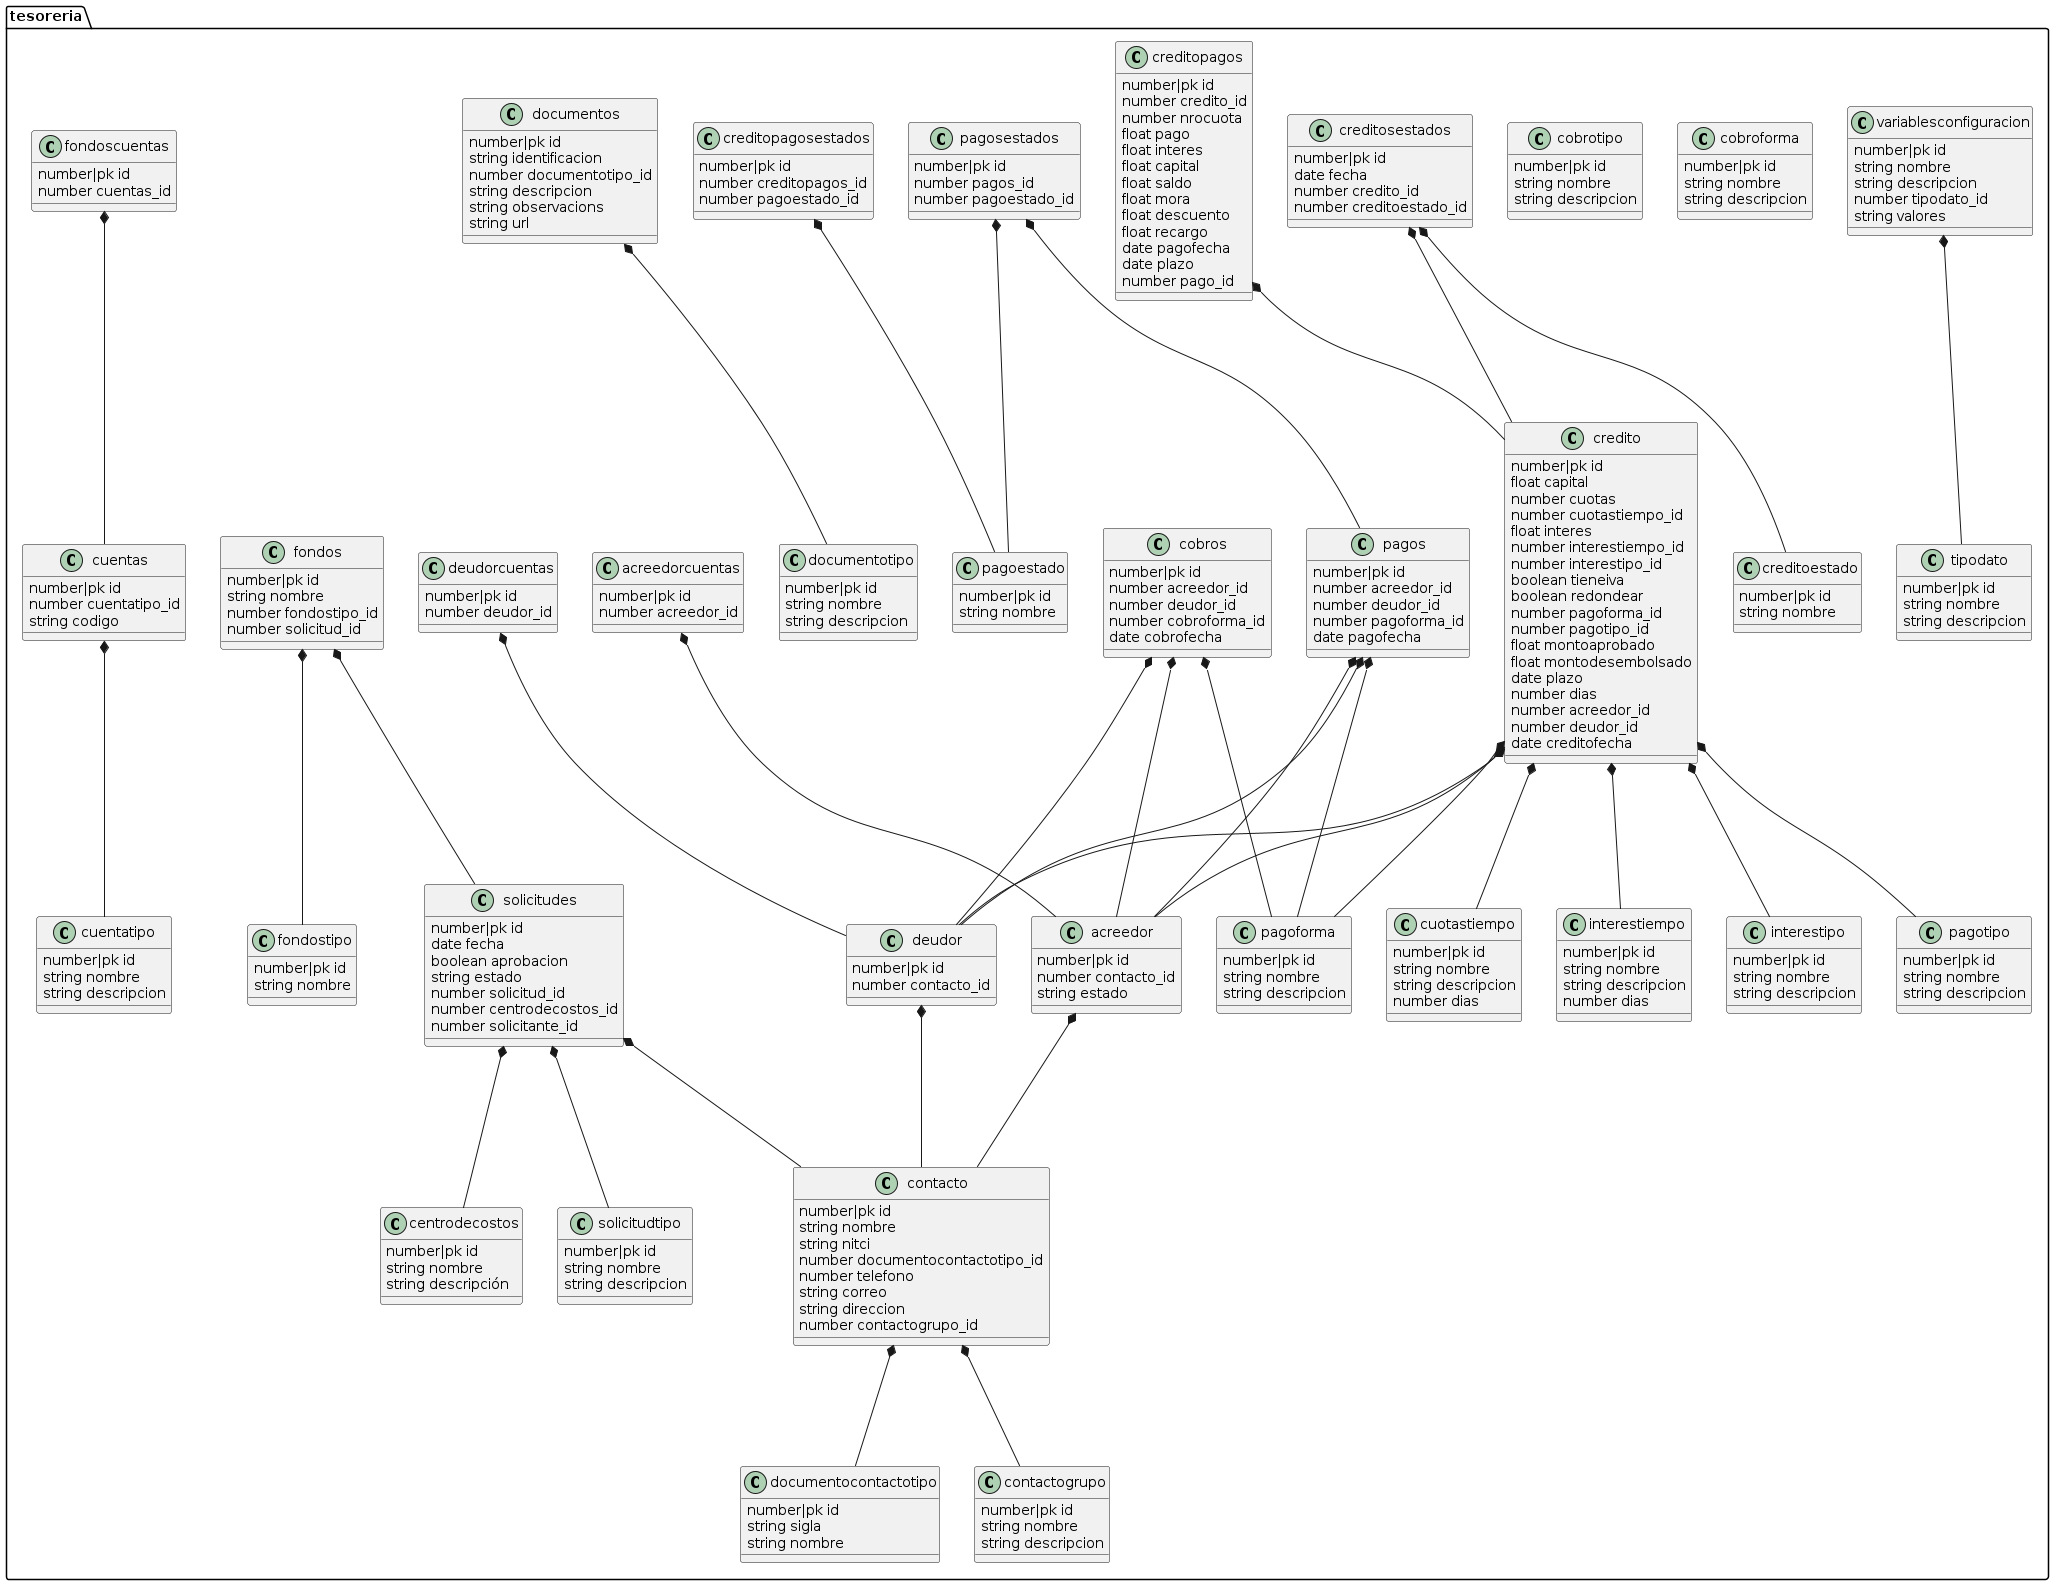 tesoreria
creditopagos
number|pk id
number credito_id
number nrocuota
float pago
float interes
float capital
float saldo
float mora
float descuento
float recargo
date pagofecha
date plazo
number pago_id
fondoscuentas
number|pk id
number cuentas_id
documentos
number|pk id
string identificacion
number documentotipo_id
string descripcion
string observacions
string url
creditopagosestados
number|pk id
number creditopagos_id
number pagoestado_id
pagosestados
number|pk id
number pagos_id
number pagoestado_id
creditosestados
number|pk id
date fecha
number credito_id
number creditoestado_id
cobrotipo
number|pk id
string nombre
string descripcion
cobroforma
number|pk id
string nombre
string descripcion
variablesconfiguracion
number|pk id
string nombre
string descripcion
number tipodato_id
string valores
credito
number|pk id
float capital
number cuotas
number cuotastiempo_id
float interes
number interestiempo_id
number interestipo_id
boolean tieneiva
boolean redondear
number pagoforma_id
number pagotipo_id
float montoaprobado
float montodesembolsado
date plazo
number dias
number acreedor_id
number deudor_id
date creditofecha
cuentas
number|pk id
number cuentatipo_id
string codigo
fondos
number|pk id
string nombre
number fondostipo_id
number solicitud_id
deudorcuentas
number|pk id
number deudor_id
acreedorcuentas
number|pk id
number acreedor_id
documentotipo
number|pk id
string nombre
string descripcion
pagoestado
number|pk id
string nombre
cobros
number|pk id
number acreedor_id
number deudor_id
number cobroforma_id
date cobrofecha
pagos
number|pk id
number acreedor_id
number deudor_id
number pagoforma_id
date pagofecha
creditoestado
number|pk id
string nombre
tipodato
number|pk id
string nombre
string descripcion
cuentatipo
number|pk id
string nombre
string descripcion
fondostipo
number|pk id
string nombre
solicitudes
number|pk id
date fecha
boolean aprobacion
string estado
number solicitud_id
number centrodecostos_id
number solicitante_id
deudor
number|pk id
number contacto_id
acreedor
number|pk id
number contacto_id
string estado
pagoforma
number|pk id
string nombre
string descripcion
cuotastiempo
number|pk id
string nombre
string descripcion
number dias
interestiempo
number|pk id
string nombre
string descripcion
number dias
interestipo
number|pk id
string nombre
string descripcion
pagotipo
number|pk id
string nombre
string descripcion
centrodecostos
number|pk id
string nombre
string descripción
solicitudtipo
number|pk id
string nombre
string descripcion
contacto
number|pk id
string nombre
string nitci
number documentocontactotipo_id
number telefono
string correo
string direccion
number contactogrupo_id
documentocontactotipo
number|pk id
string sigla
string nombre
contactogrupo
number|pk id
string nombre
string descripcion